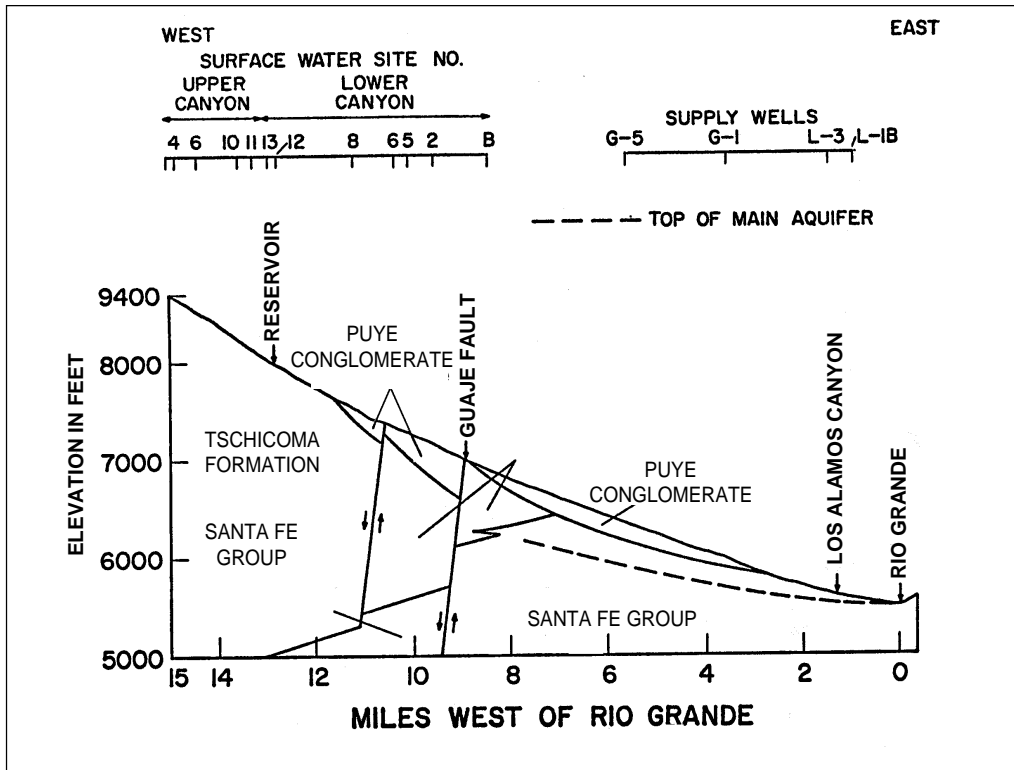 WEST
EAST
SURFACE WATER SITE NO.
UPPER
CANYON
LOWER
CANYON
4 6 10 11 13 12 8 6 5 2 B
SUPPLY WELLS
G-5 G-1 L-3 L-1B
TOP OF MAIN AQUIFER
RESERVOIR
GUAJE FAULT
LOS ALAMOS CANYON
RIO GRANDE
ELEVATION IN FEET
9400
8000
7000
6000
5000
PUYE
CONGLOMERATE
TSCHICOMA
FORMATION
PUYE
CONGLOMERATE
SANTA FE
GROUP
SANTA FE GROUP
15 14 12 10 8 6 4 2 0
MILES WEST OF RIO GRANDE